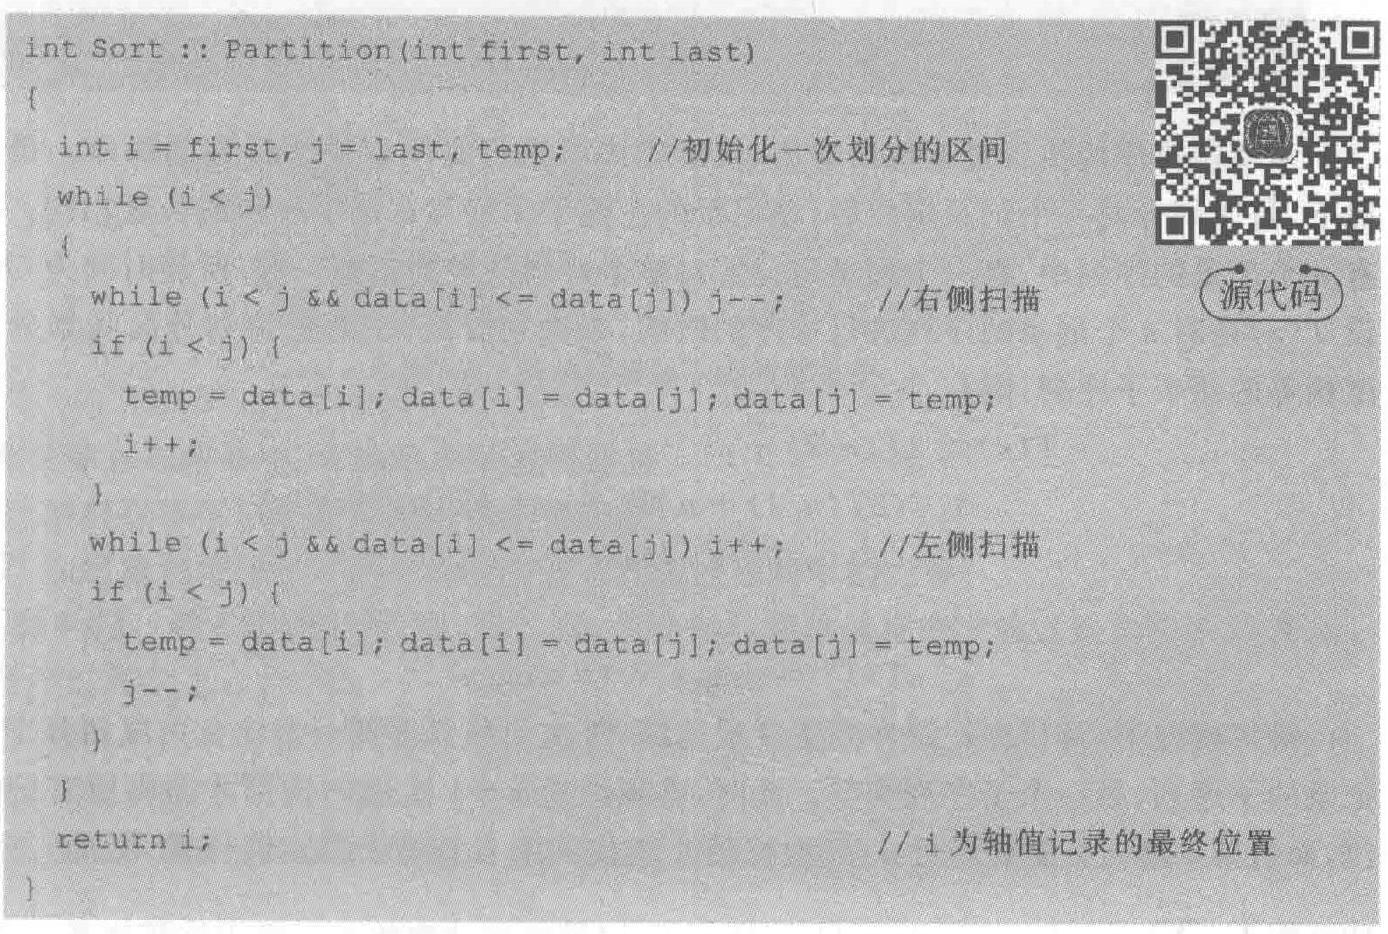 int Sort :: Partition(int first, int last)
{
int i = first, j = last, temp; //初始化一次划分的区间
while (i < j)
{
while (i < j && data[i] <= data[j]) j--; //右侧扫描
if (i < j) {
temp = data[i]; data[i] = data[j]; data[j] = temp;
i++;
}
while (i < j && data[i] <= data[j]) i++; //左侧扫描
if (i < j) {
temp = data[i]; data[i] = data[j]; data[j] = temp;
j--;
}
}
return i; // i 为轴值记录的最终位置
}
源代码